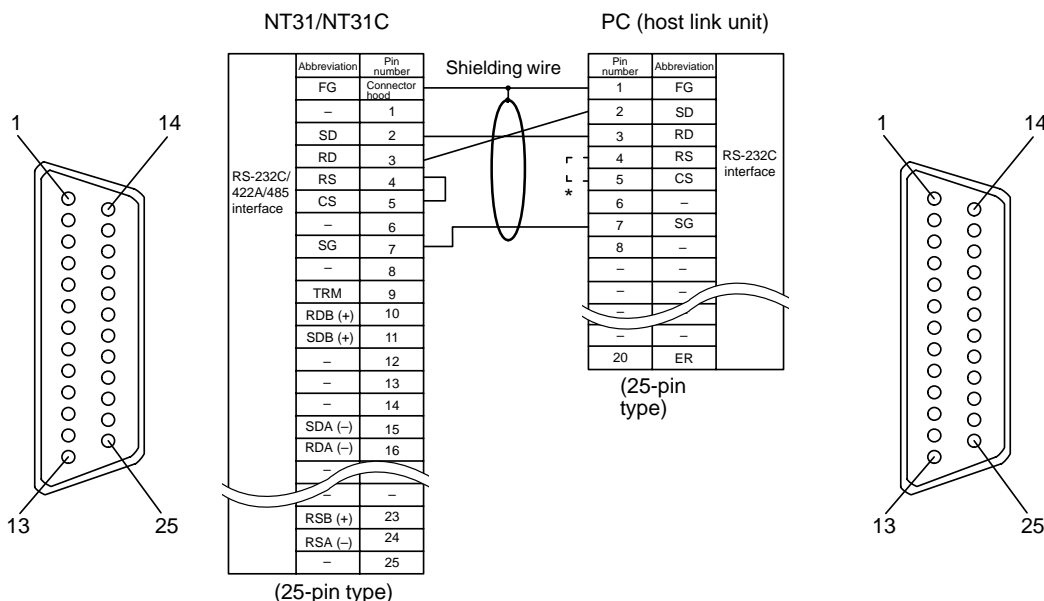 NT31/NT31C
PC (host link unit)
Shielding wire
1
14
13
25
RS-232C/
422A/485
interface
Abbreviation Pin number
FG Connector hood
– 1
SD 2
RD 3
RS 4
CS 5
– 6
SG 7
– 8
TRM 9
RDB (+) 10
SDB (+) 11
– 12
– 13
– 14
SDA (–) 15
RDA (–) 16
–
– –
RSB (+) 23
RSA (–) 24
– 25
(25-pin type)
*
Pin number Abbreviation
1 FG
2 SD
3 RD
4 RS
5 CS
6 –
7 SG
8 –
– –
– –
–
– –
20 ER
RS-232C
interface
(25-pin
type)
1
14
13
25